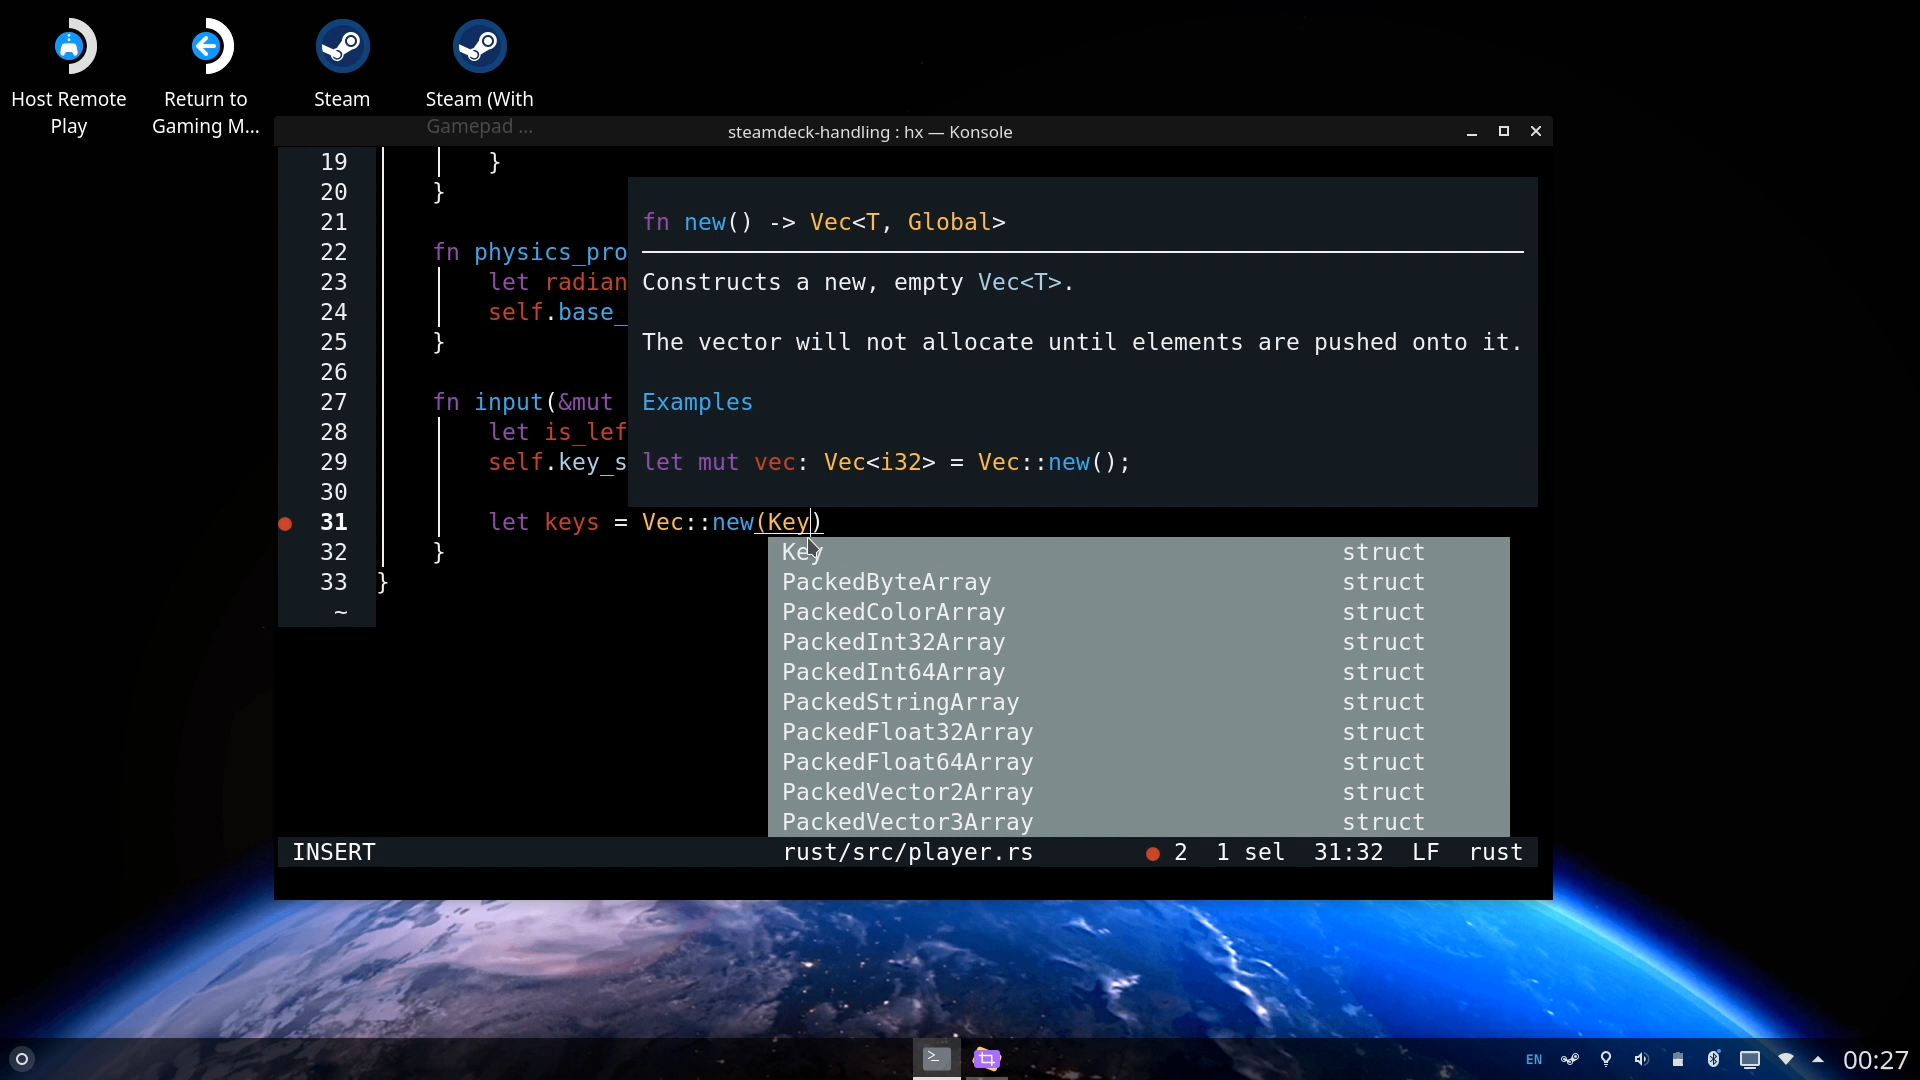 Host Remote
Play
Return to
Gaming M...
Steam
Steam (With
Gamepad ...
steamdeck-handling : hx — Konsole
19 }
20 }
21
22 fn physics_pro
23 let radian
24 self.base_
25 }
26
27 fn input(&mut
28 let is_lef
29 self.key_s
30
31 let keys = Vec::new(Key)
32 }
33 }
~
fn new() -> Vec<T, Global>
Constructs a new, empty Vec<T>.
The vector will not allocate until elements are pushed onto it.
Examples
let mut vec: Vec<i32> = Vec::new();
Key struct
PackedByteArray struct
PackedColorArray struct
PackedInt32Array struct
PackedInt64Array struct
PackedStringArray struct
PackedFloat32Array struct
PackedFloat64Array struct
PackedVector2Array struct
PackedVector3Array struct
INSERT rust/src/player.rs ● 2 1 sel 31:32 LF rust
EN 00:27